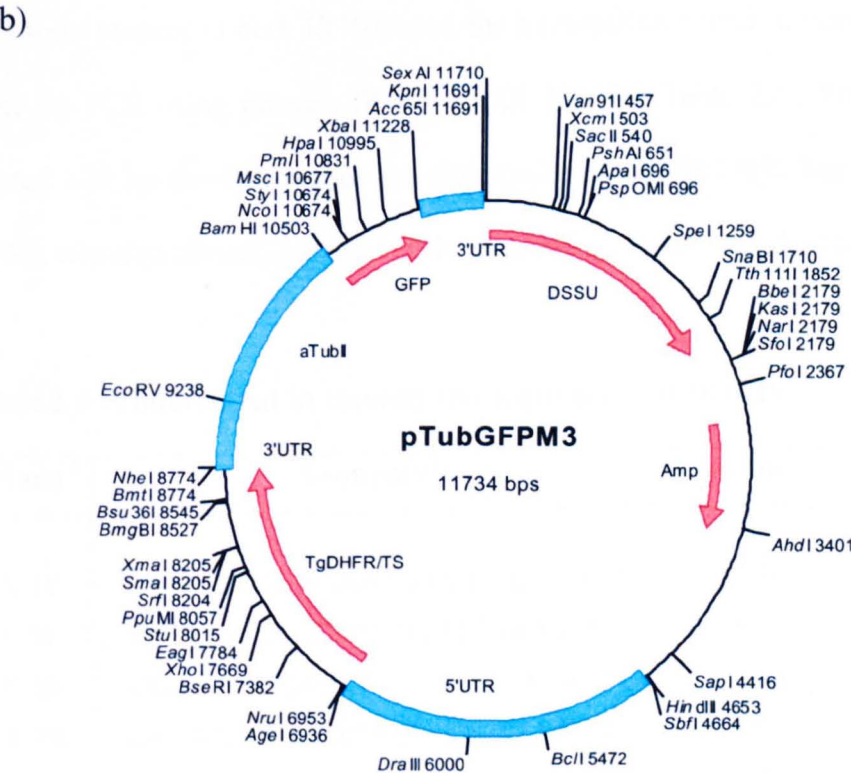 b)
SexAI 11710
KpnI 11691
Acc65I 11691
XbaI 11228
HpaI 10995
PmlI 10831
MscI 10677
StyI 10674
NcoI 10674
BamHI 10503
Van91I 457
XcmI 503
SacII 540
PshAI 651
ApaI 696
PspOMI 696
SpeI 1259
SnaBI 1710
Tth111I 1852
BbeI 2179
KasI 2179
NarI 2179
SfoI 2179
PfoI 2367
3'UTR
GFP
DSSU
aTubII
EcoRV 9238
pTubGFPM3
11734 bps
3'UTR
Amp
NheI 8774
BmtI 8774
Bsu36I 8545
BmgBI 8527
AhdI 3401
XmaI 8205
SmaI 8205
SrfI 8204
PpuMI 8057
StuI 8015
EagI 7784
XhoI 7669
BseRI 7382
TgDHFR/TS
NruI 6953
AgeI 6936
5'UTR
SapI 4416
HindIII 4653
SbfI 4664
DraIII 6000
BclI 5472